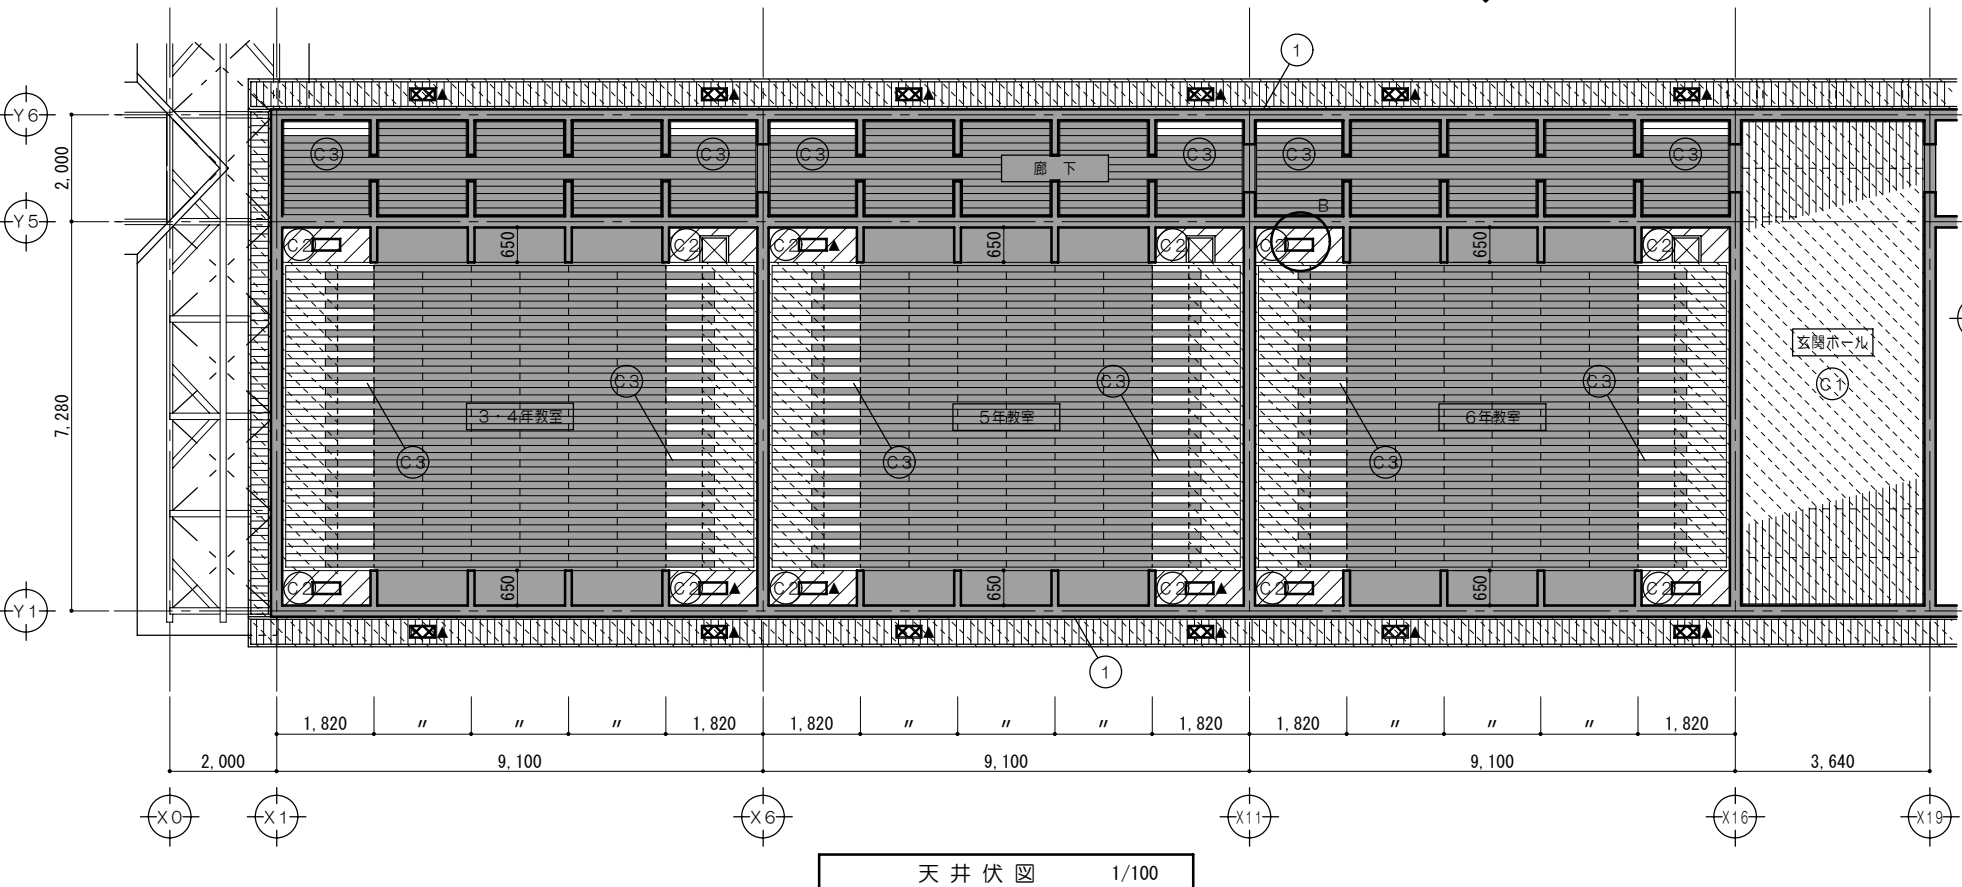 1
Y6
C3 C3 C3 C3 C3 C3
廊下
2,000
B
Y5
C2 650 C2 C2 650 C2 C2 650 C2
玄関ホール
C3 C3 C3
C1
3・4年教室 5年教室 6年教室
7,280
C3 C3 C3
C2 650 C2 C2 650 C2 C2 650 C2
Y1
1
1,820 〃 〃 〃 1,820 1,820 〃 〃 〃 1,820 1,820 〃 〃 〃 1,820
2,000 9,100 9,100 9,100 3,640
X0 X1 X6 X11 X16 X19
天井伏図 1/100